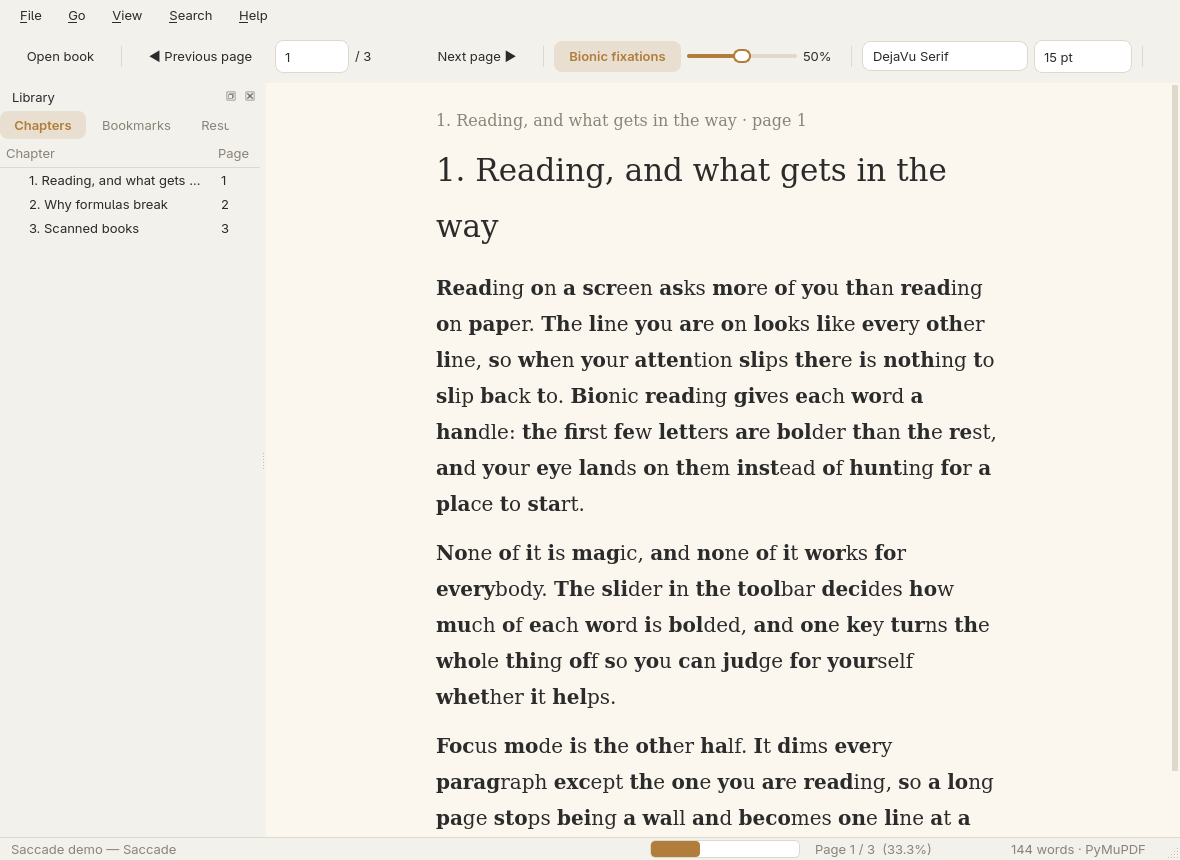 File Go View Search Help
Open book ◀ Previous page 1 / 3 Next page ▶ Bionic fixations 50% DejaVu Serif 15 pt
Library
Chapters Bookmarks
Chapter Page
1. Reading, and what gets ... 1
2. Why formulas break 2
3. Scanned books 3
1. Reading, and what gets in the way · page 1
1. Reading, and what gets in the
way
Reading on a screen asks more of you than reading
on paper. The line you are on looks like every other
line, so when your attention slips there is nothing to
slip back to. Bionic reading gives each word a
handle: the first few letters are bolder than the rest,
and your eye lands on them instead of hunting for a
place to start.
None of it is magic, and none of it works for
everybody. The slider in the toolbar decides how
much of each word is bolded, and one key turns the
whole thing off so you can judge for yourself
whether it helps.
Focus mode is the other half. It dims every
paragraph except the one you are reading, so a long
page stops being a wall and becomes one line at a
Saccade demo — Saccade Page 1 / 3 (33.3%) 144 words · PyMuPDF